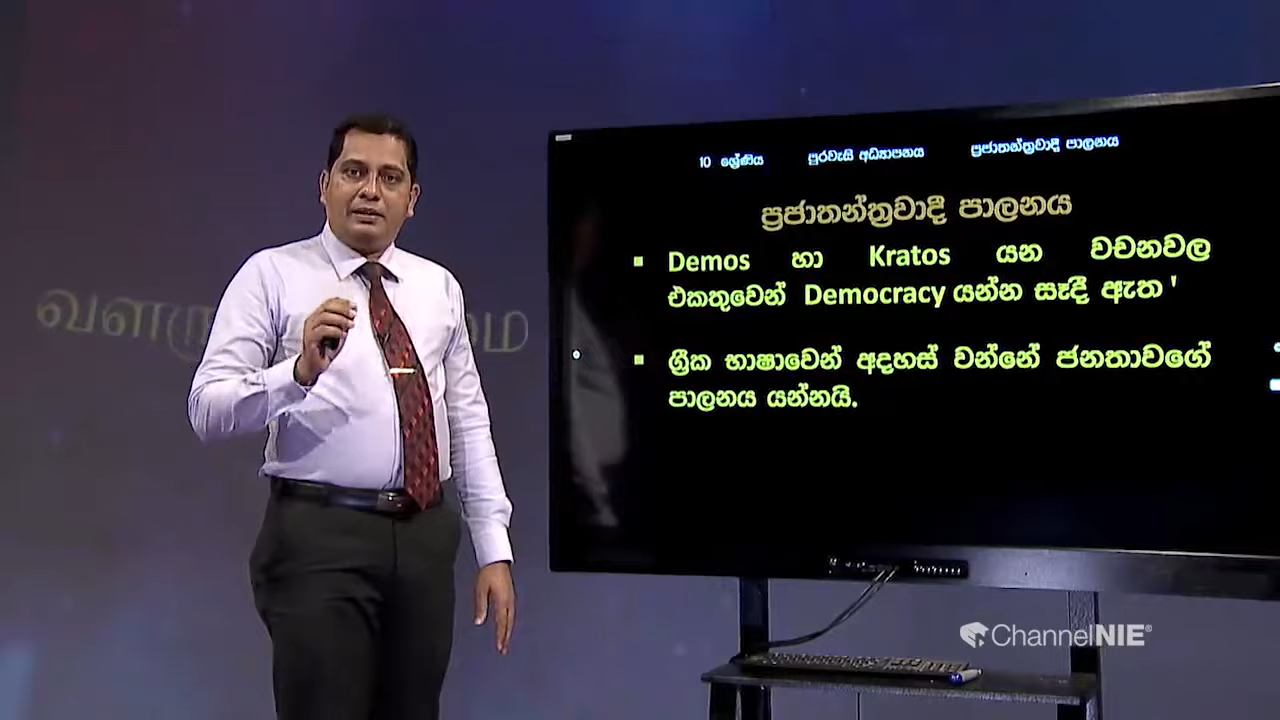 10 ශ්‍රේණිය පුරවැසි අධ්‍යාපනය ප්‍රජාතන්ත්‍රවාදී පාලනය
ප්‍රජාතන්ත්‍රවාදී පාලනය
▪ Demos හා Kratos යන වචනවල
එකතුවෙන් Democracy යන්න සෑදී ඇත '
▪ ග්‍රීක භාෂාවෙන් අදහස් වන්නේ ජනතාවගේ
පාලනය යන්නයි.
ChannelNIE®